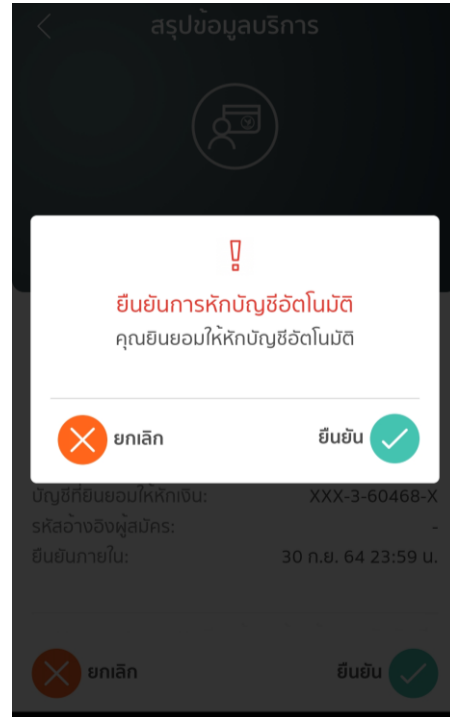 สรุปข้อมูลบริการ
ยืนยันการหักบัญชีอัตโนมัติ
คุณยินยอมให้หักบัญชีอัตโนมัติ
ยกเลิก ยืนยัน
บัญชีที่ยินยอมให้หักเงิน: XXX-3-60468-X
รหัสอ้างอิงผู้สมัคร: -
ยืนยันภายใน: 30 ก.ย. 64 23:59 น.
ยกเลิก ยืนยัน